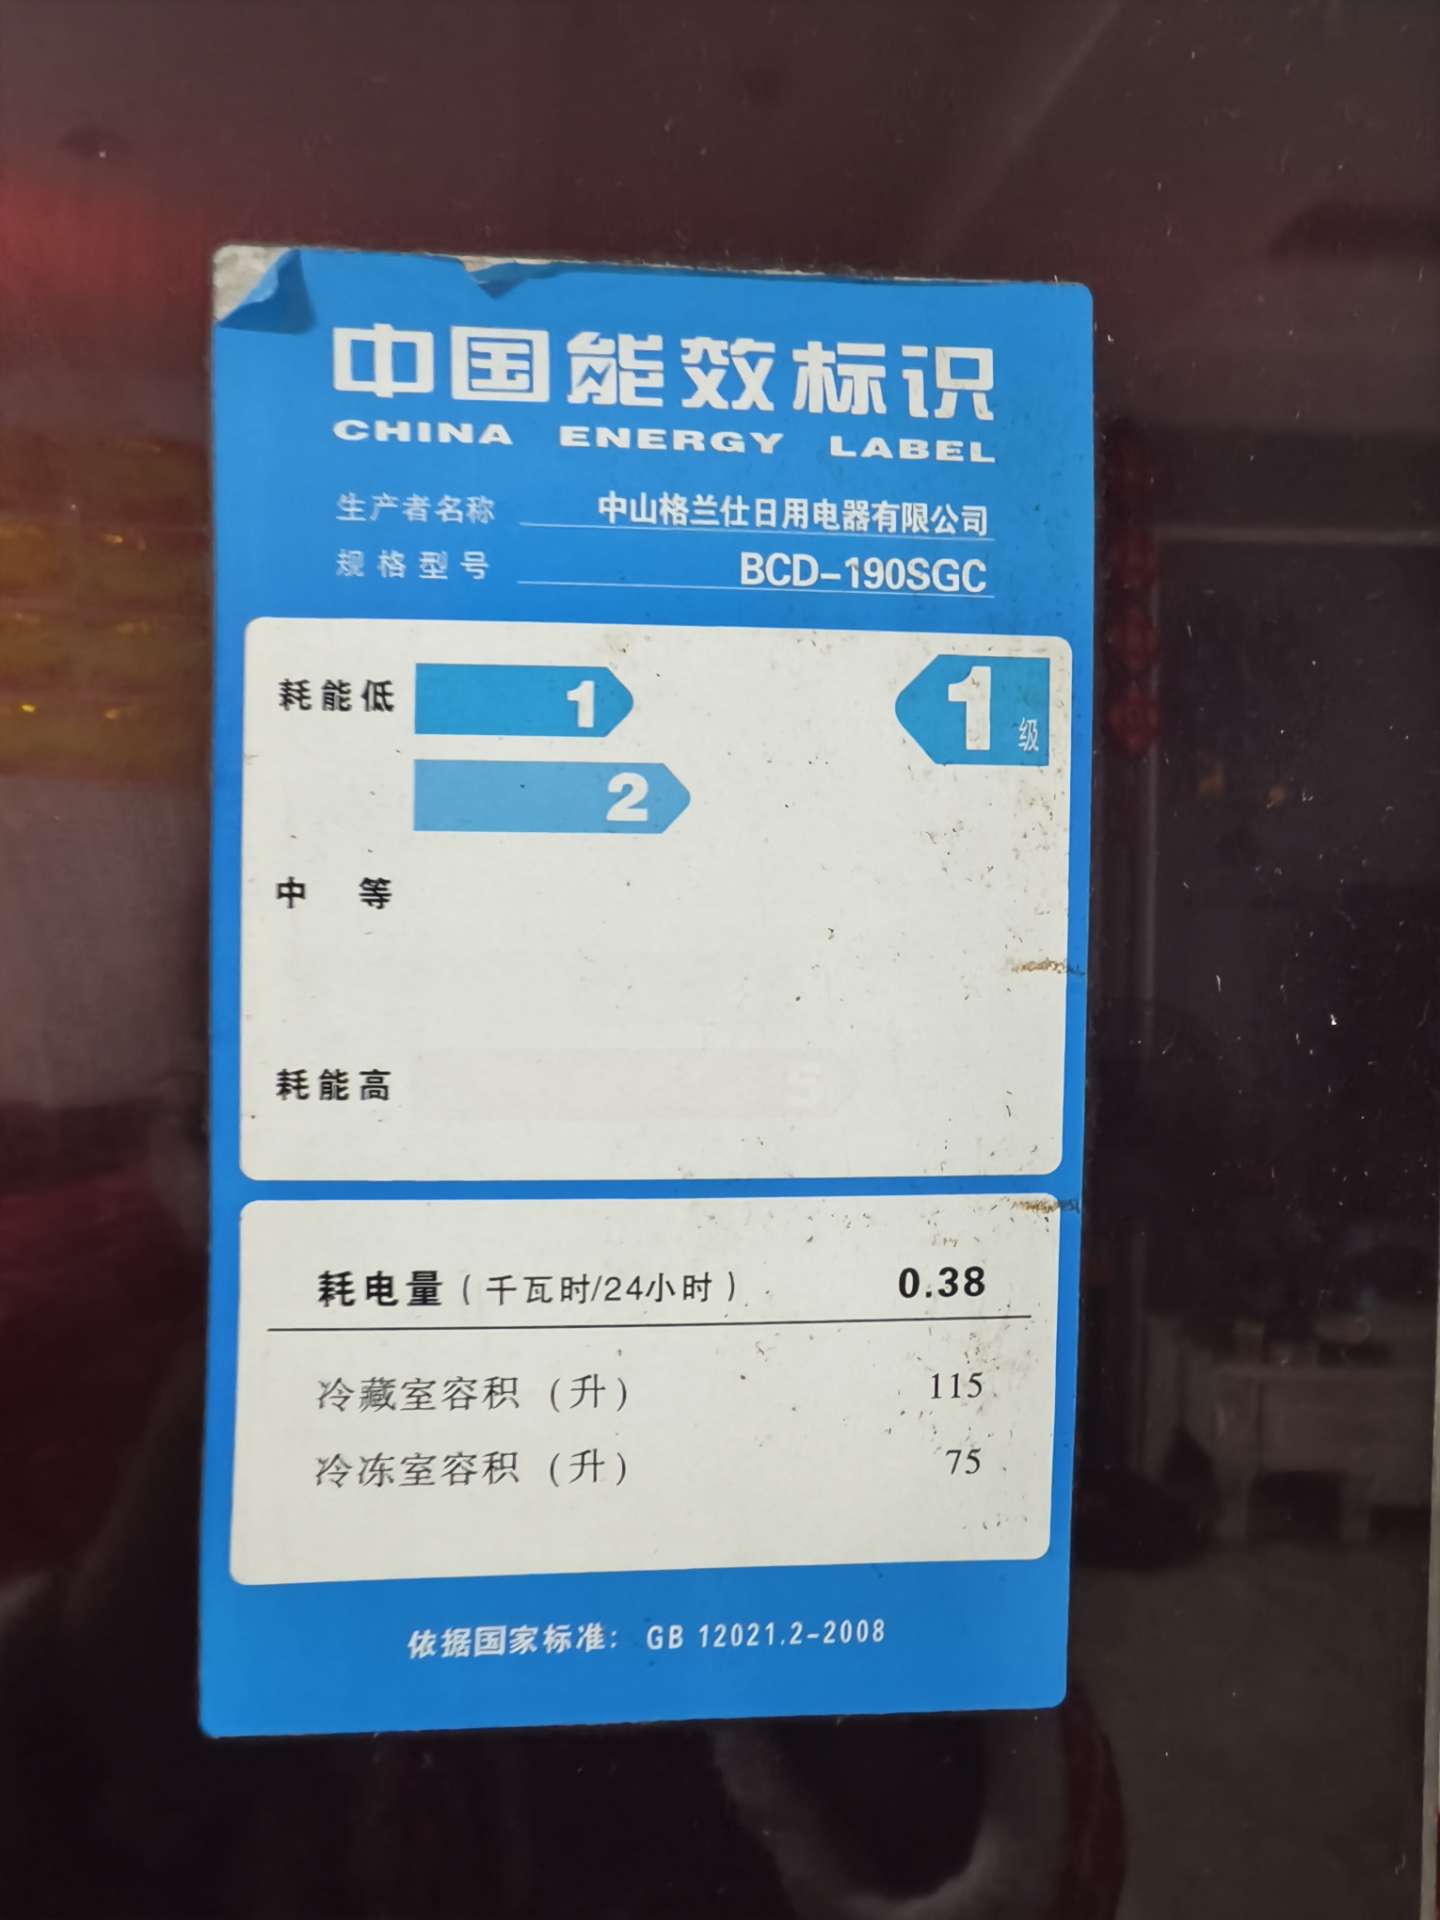 中国能效标识
CHINA ENERGY LABEL
生产者名称 中山格兰仕日用电器有限公司
规格型号 BCD-190SGC
耗能低 1 1级
2
中 等
耗能高 5
耗电量（千瓦时/24小时） 0.38
冷藏室容积（升） 115
冷冻室容积（升） 75
依据国家标准：GB 12021.2-2008